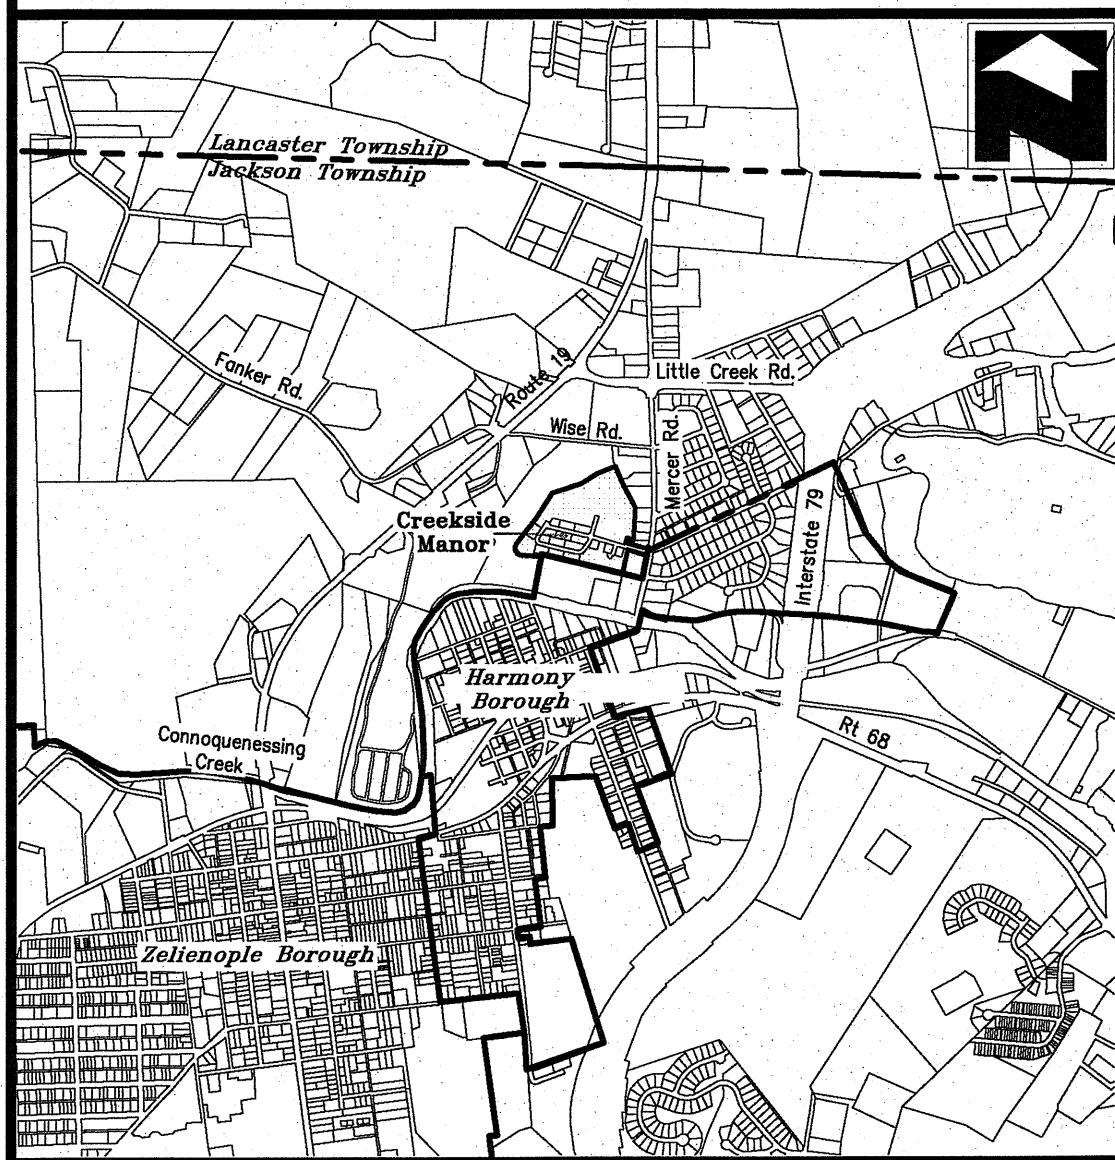 Lancaster Township
Jackson Township
Fanker Rd.
Route 19
Little Creek Rd.
Wise Rd.
Mercer Rd.
Creekside
Manor
Interstate 79
Harmony
Borough
Connoquenessing
Creek
Rt 68
Zelienople Borough